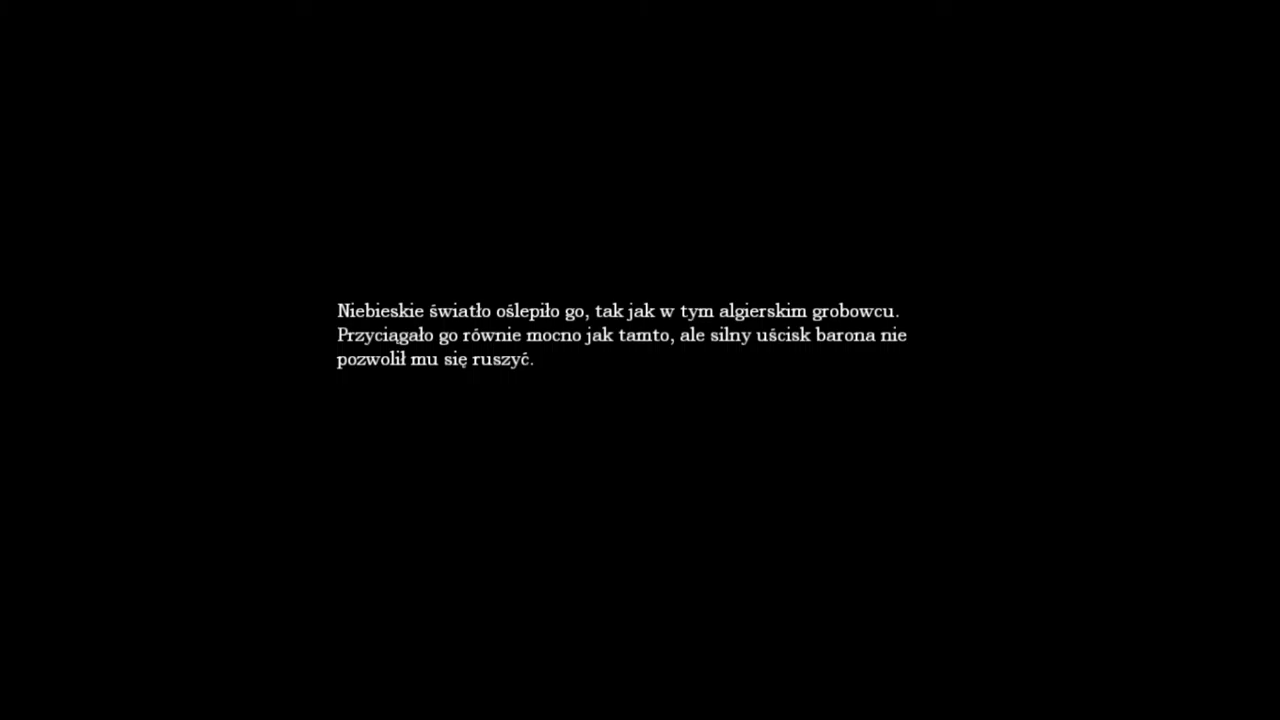 Niebieskie światło oślepiło go, tak jak w tym algierskim grobowcu.
Przyciągało go równie mocno jak tamto, ale silny uścisk barona nie
pozwolił mu się ruszyć.